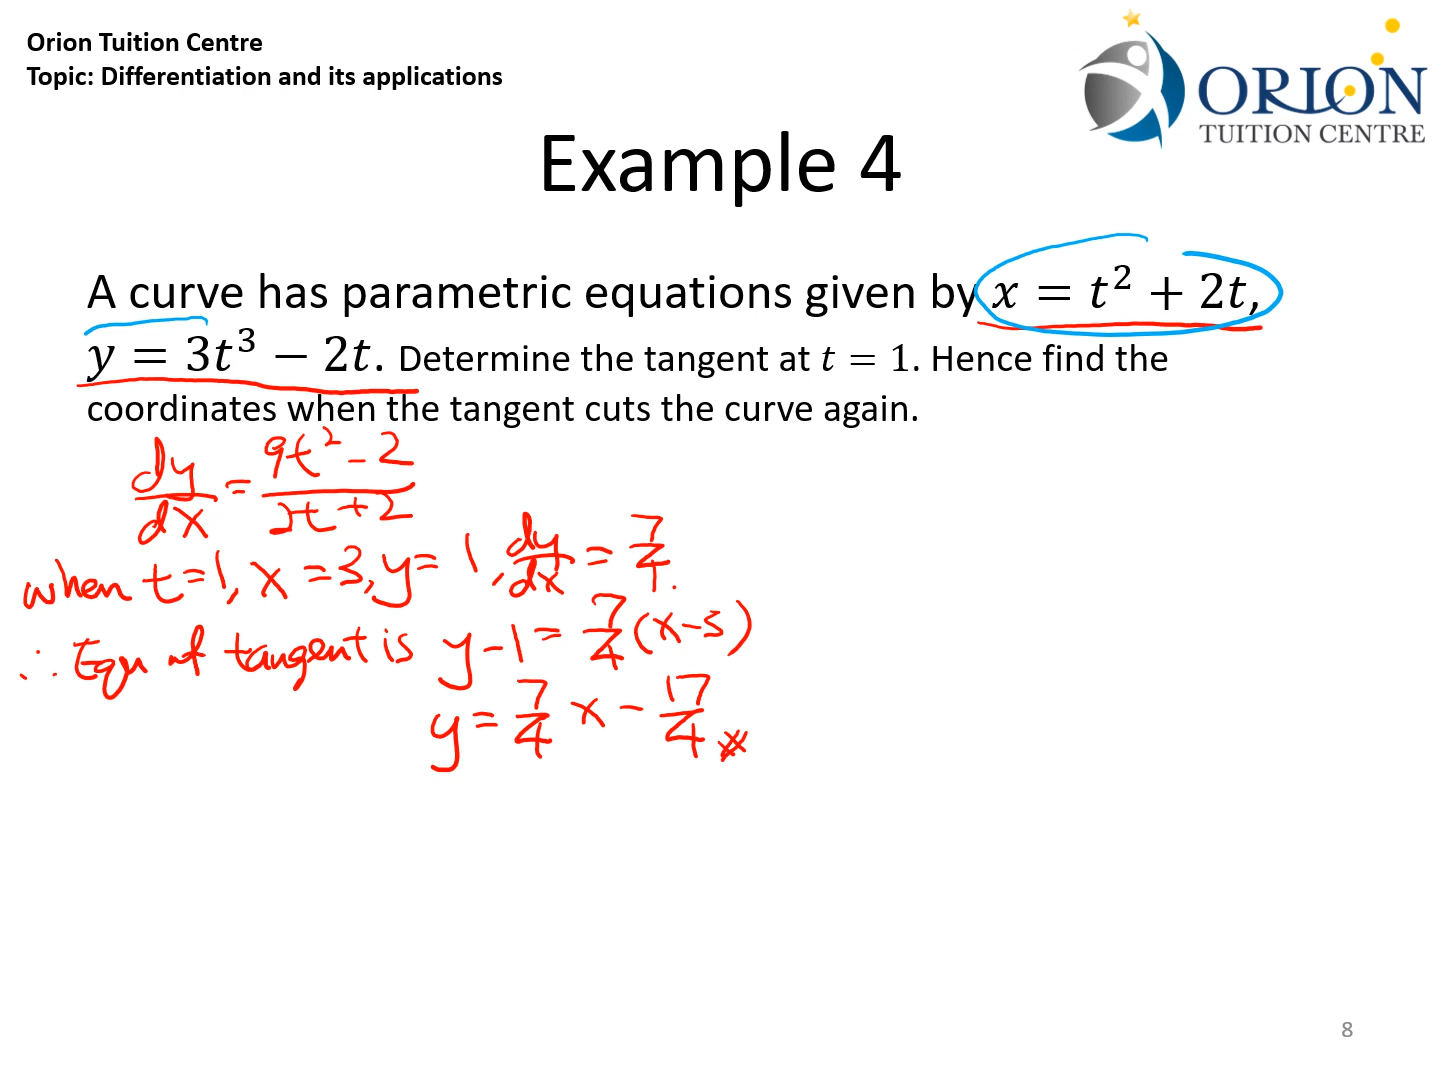 Orion Tuition Centre
Topic: Differentiation and its applications
ORION
TUITION CENTRE
Example 4
A curve has parametric equations given by x = t² + 2t,
y = 3t³ − 2t. Determine the tangent at t = 1. Hence find the
coordinates when the tangent cuts the curve again.
dy/dx = (9t² − 2)/(2t + 2)
when t = 1, x = 3, y = 1, dy/dx = 7/4.
∴ Equ of tangent is y − 1 = 7/4 (x − 3)
y = 7/4 x − 17/4
8